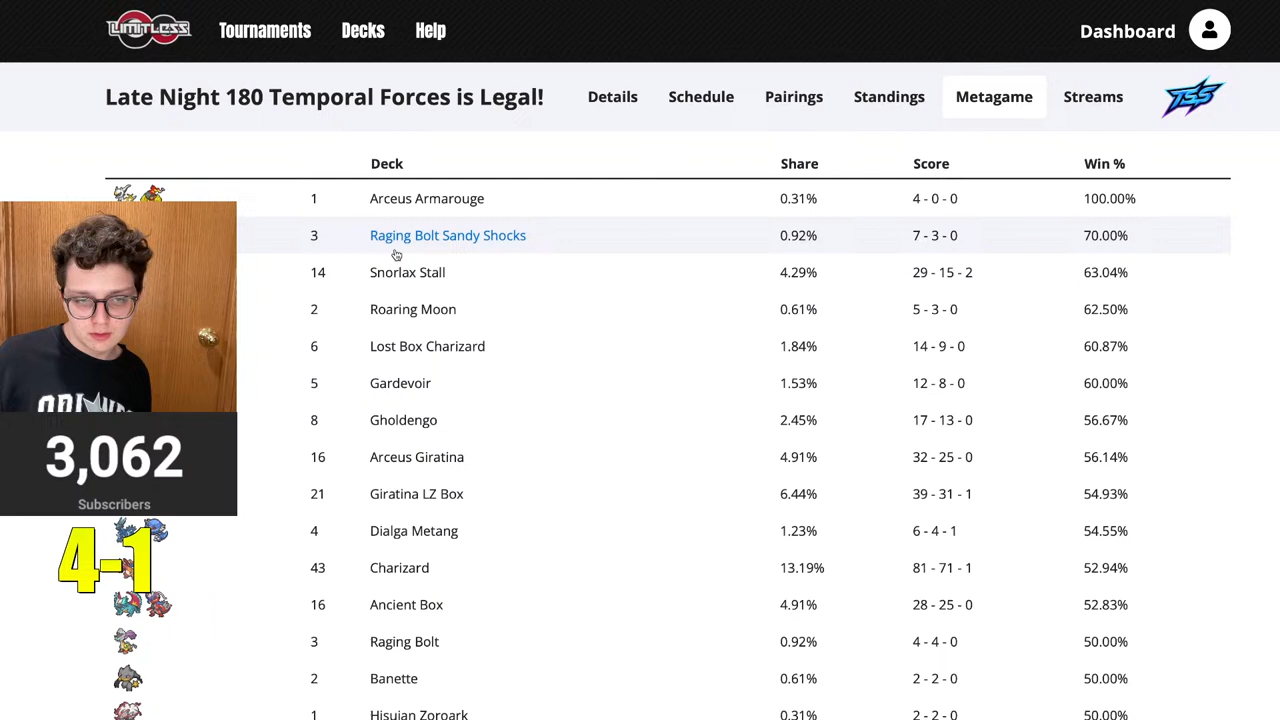 LIMITLESS Tournaments Decks Help Dashboard
Late Night 180 Temporal Forces is Legal! Details Schedule Pairings Standings Metagame Streams TSS
Deck Share Score Win %
1 Arceus Armarouge 0.31% 4 - 0 - 0 100.00%
3 Raging Bolt Sandy Shocks 0.92% 7 - 3 - 0 70.00%
14 Snorlax Stall 4.29% 29 - 15 - 2 63.04%
2 Roaring Moon 0.61% 5 - 3 - 0 62.50%
6 Lost Box Charizard 1.84% 14 - 9 - 0 60.87%
5 Gardevoir 1.53% 12 - 8 - 0 60.00%
8 Gholdengo 2.45% 17 - 13 - 0 56.67%
16 Arceus Giratina 4.91% 32 - 25 - 0 56.14%
21 Giratina LZ Box 6.44% 39 - 31 - 1 54.93%
4 Dialga Metang 1.23% 6 - 4 - 1 54.55%
43 Charizard 13.19% 81 - 71 - 1 52.94%
16 Ancient Box 4.91% 28 - 25 - 0 52.83%
3 Raging Bolt 0.92% 4 - 4 - 0 50.00%
2 Banette 0.61% 2 - 2 - 0 50.00%
1 Hisuian Zoroark 0.31% 2 - 2 - 0 50.00%
3,062
Subscribers
4-1